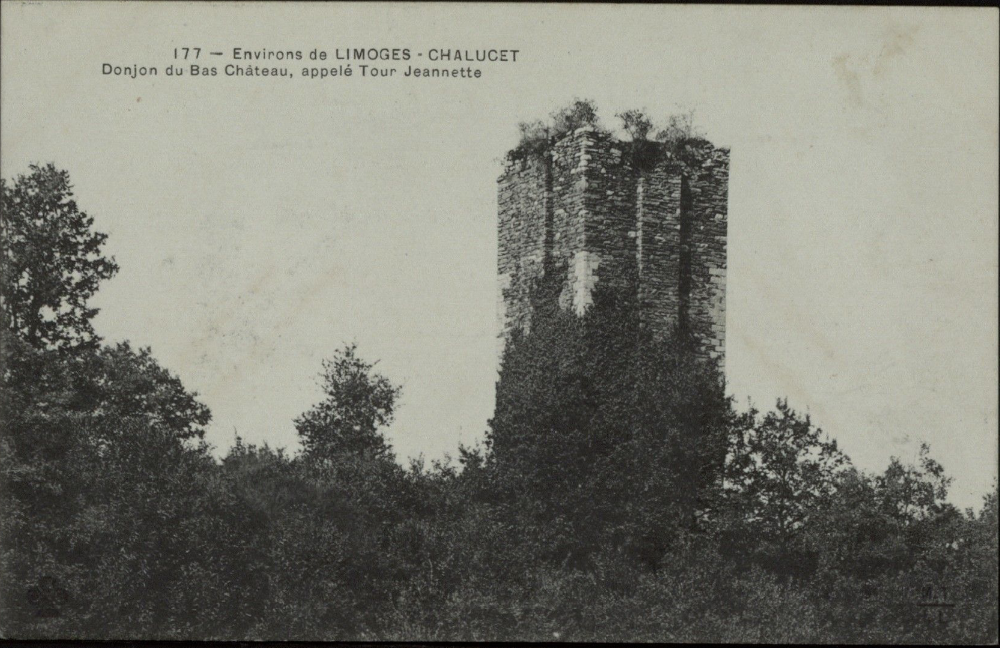 177 — Environs de LIMOGES - CHALUCET
Donjon du Bas Château, appelé Tour Jeannette